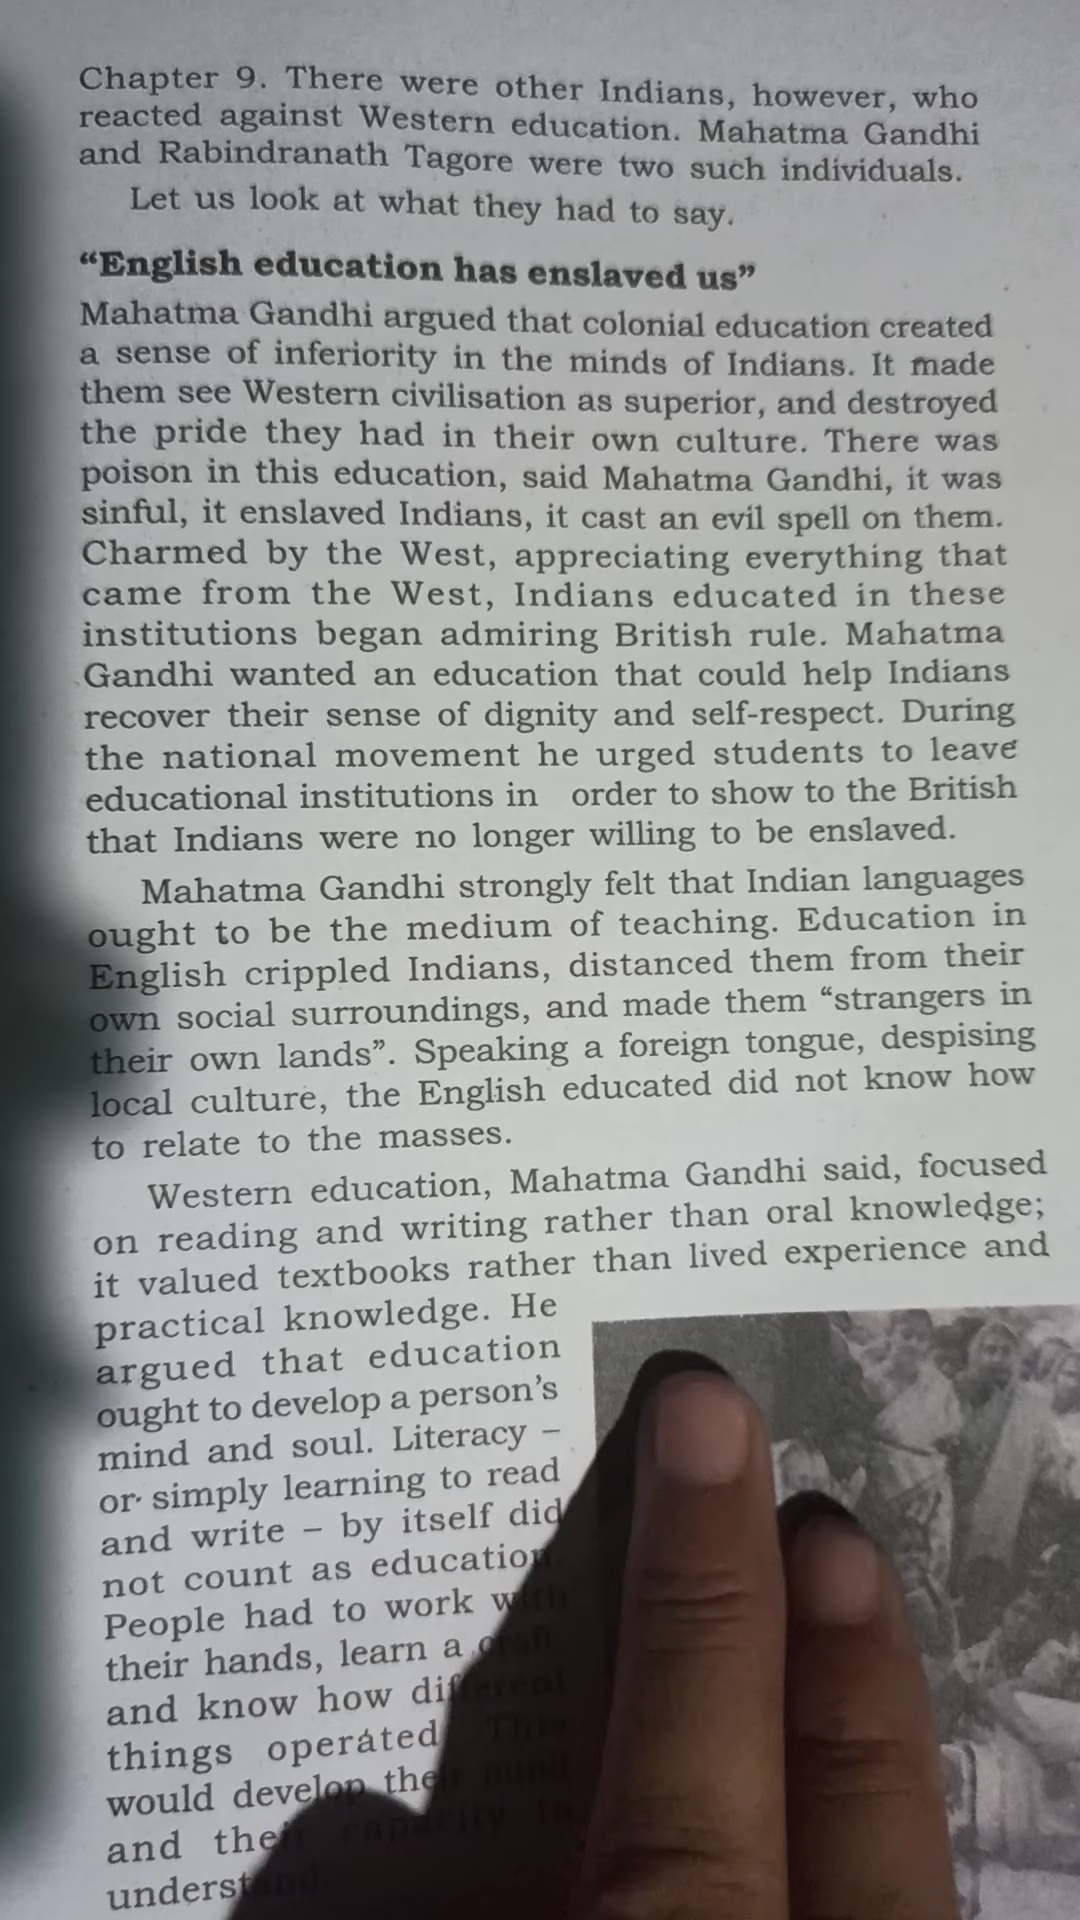 Chapter 9. There were other Indians, however, who
reacted against Western education. Mahatma Gandhi
and Rabindranath Tagore were two such individuals.
Let us look at what they had to say.
“English education has enslaved us”
Mahatma Gandhi argued that colonial education created
a sense of inferiority in the minds of Indians. It made
them see Western civilisation as superior, and destroyed
the pride they had in their own culture. There was
poison in this education, said Mahatma Gandhi, it was
sinful, it enslaved Indians, it cast an evil spell on them.
Charmed by the West, appreciating everything that
came from the West, Indians educated in these
institutions began admiring British rule. Mahatma
Gandhi wanted an education that could help Indians
recover their sense of dignity and self-respect. During
the national movement he urged students to leave
educational institutions in order to show to the British
that Indians were no longer willing to be enslaved.
Mahatma Gandhi strongly felt that Indian languages
ought to be the medium of teaching. Education in
English crippled Indians, distanced them from their
own social surroundings, and made them “strangers in
their own lands”. Speaking a foreign tongue, despising
local culture, the English educated did not know how
to relate to the masses.
Western education, Mahatma Gandhi said, focused
on reading and writing rather than oral knowledge;
it valued textbooks rather than lived experience and
practical knowledge. He
argued that education
ought to develop a person’s
mind and soul. Literacy –
or simply learning to read
and write – by itself did
not count as education.
People had to work with
their hands, learn a craft
and know how different
things operated. This
would develop their mind
and their capacity to
understand.